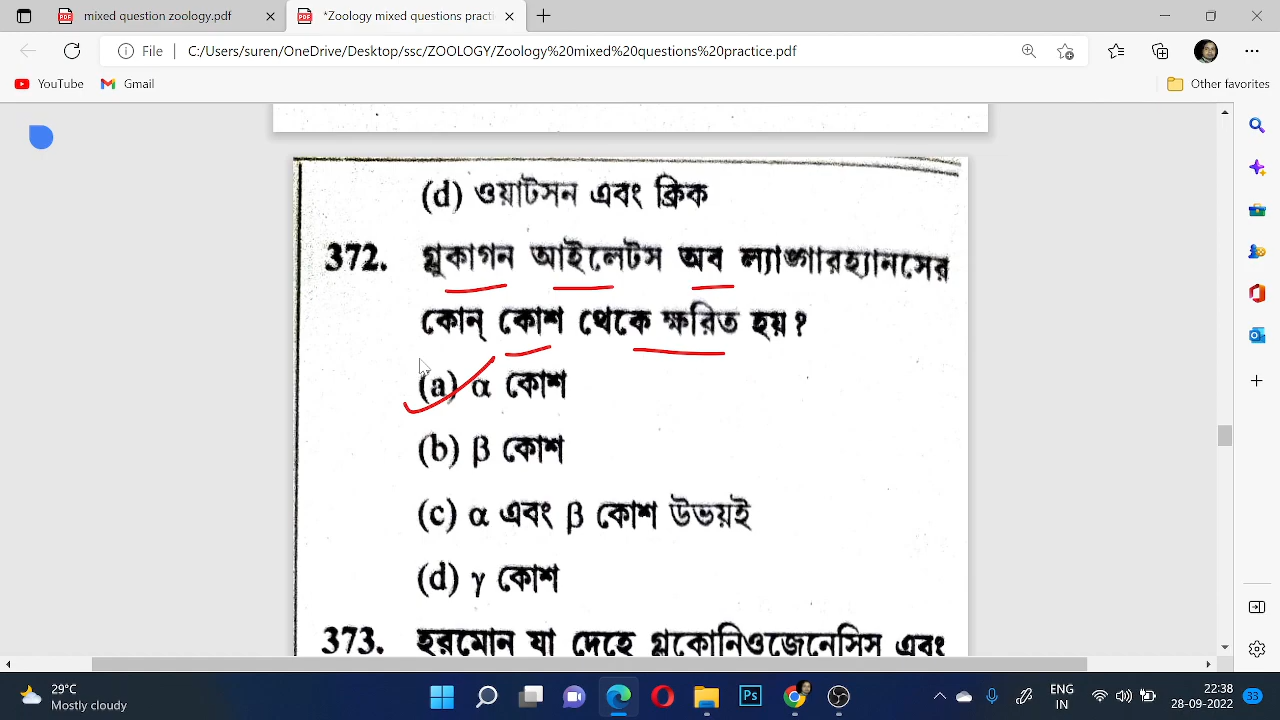 mixed question zoology.pdf
*Zoology mixed questions practi
File
C:/Users/suren/OneDrive/Desktop/ssc/ZOOLOGY/Zoology%20mixed%20questions%20practice.pdf
YouTube
Gmail
Other favorites
(d) ওয়াটসন এবং ক্রিক
372. গ্লুকাগন আইলেটস অব ল্যাঙ্গারহ্যানসের
কোন্ কোশ থেকে ক্ষরিত হয়?
(a) α কোশ
(b) β কোশ
(c) α এবং β কোশ উভয়ই
(d) γ কোশ
373. হরমোন যা দেহে গ্লুকোনিওজেনেসিস এবং
29°C
Mostly cloudy
Ps
ENG
IN
22:38
28-09-2022
33